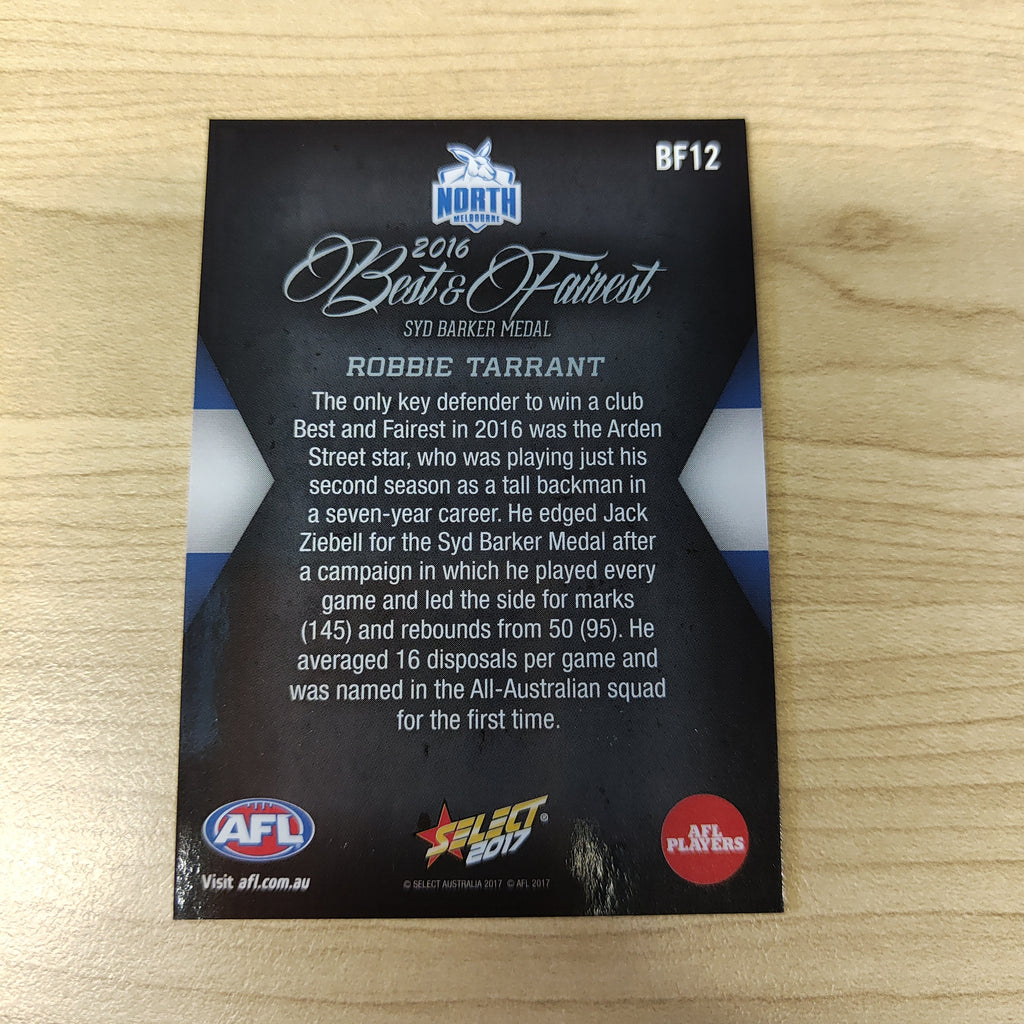 BF12
NORTH
MELBOURNE
2016
Best & Fairest
SYD BARKER MEDAL
ROBBIE TARRANT
The only key defender to win a club
Best and Fairest in 2016 was the Arden
Street star, who was playing just his
second season as a tall backman in
a seven-year career. He edged Jack
Ziebell for the Syd Barker Medal after
a campaign in which he played every
game and led the side for marks
(145) and rebounds from 50 (95). He
averaged 16 disposals per game and
was named in the All-Australian squad
for the first time.
AFL
Visit afl.com.au
SELECT®
2017
© SELECT AUSTRALIA 2017 © AFL 2017
AFL
PLAYERS